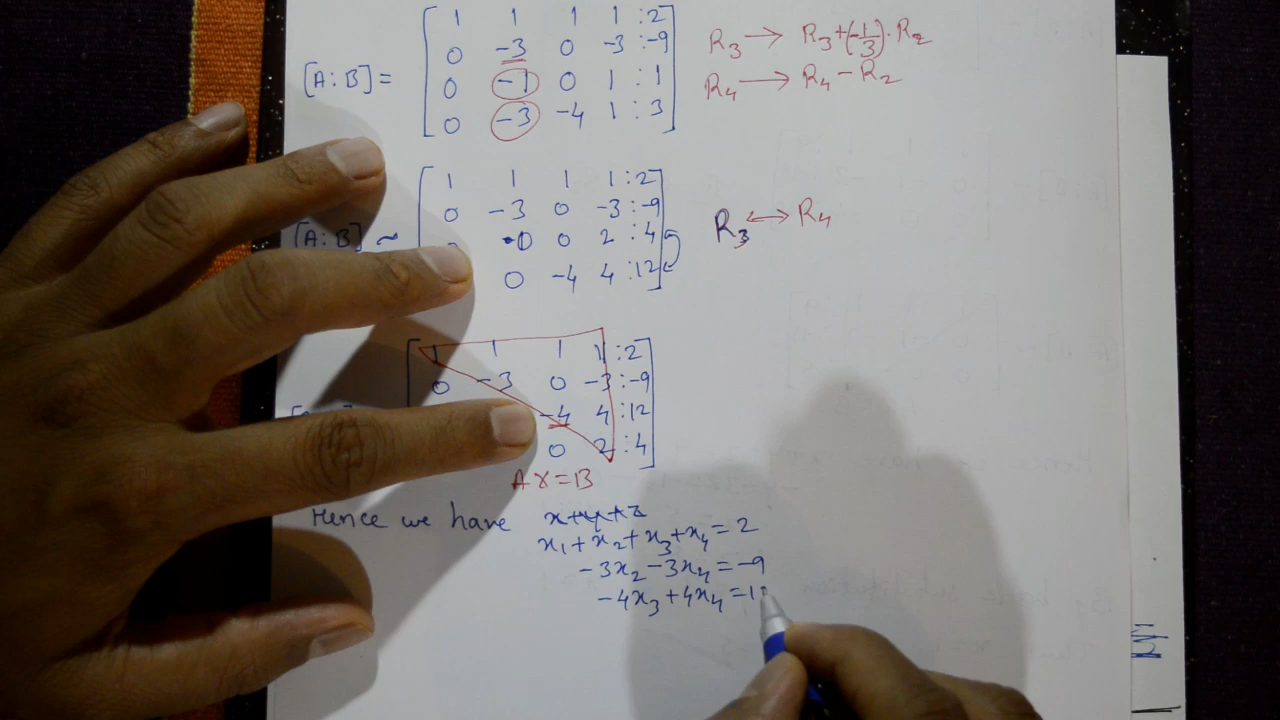 1 1 1 1 : 2
0 -3 0 -3 : -9
[A:B] = 0 -1 0 1 : 1
0 -3 -4 1 : 3
R3 → R3+(-1/3).R2
R4 → R4-R2
1 1 1 1 : 2
0 -3 0 -3 : -9
[A:B] ~ 0 0 2 : 4
0 -4 4 : 12
R3 ↔ R4
1 1 1 1 : 2
0 -3 0 -3 : -9
-4 4 : 12
0 2 : 4
AX=B
Hence we have x+y+z
x1+x2+x3+x4=2
-3x2-3x4=-9
-4x3+4x4=1